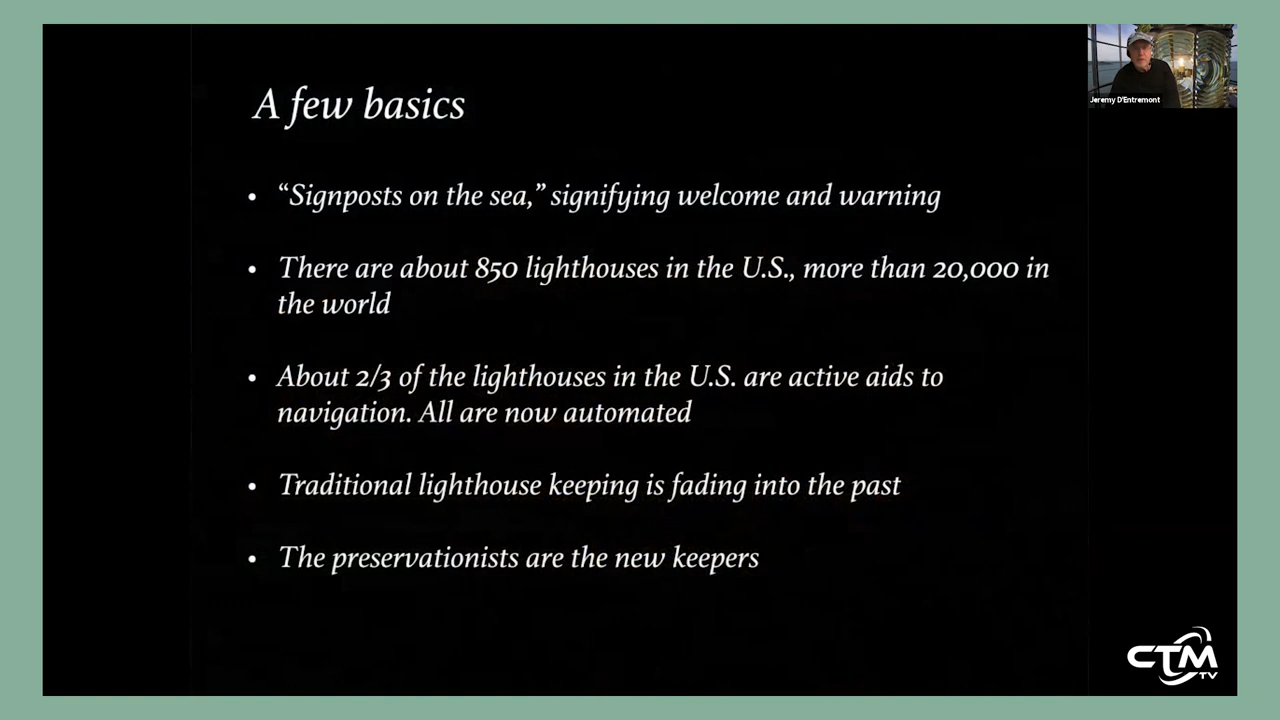 Jeremy D'Entremont
A few basics
• “Signposts on the sea,” signifying welcome and warning
• There are about 850 lighthouses in the U.S., more than 20,000 in
the world
• About 2/3 of the lighthouses in the U.S. are active aids to
navigation. All are now automated
• Traditional lighthouse keeping is fading into the past
• The preservationists are the new keepers
CTM
TV